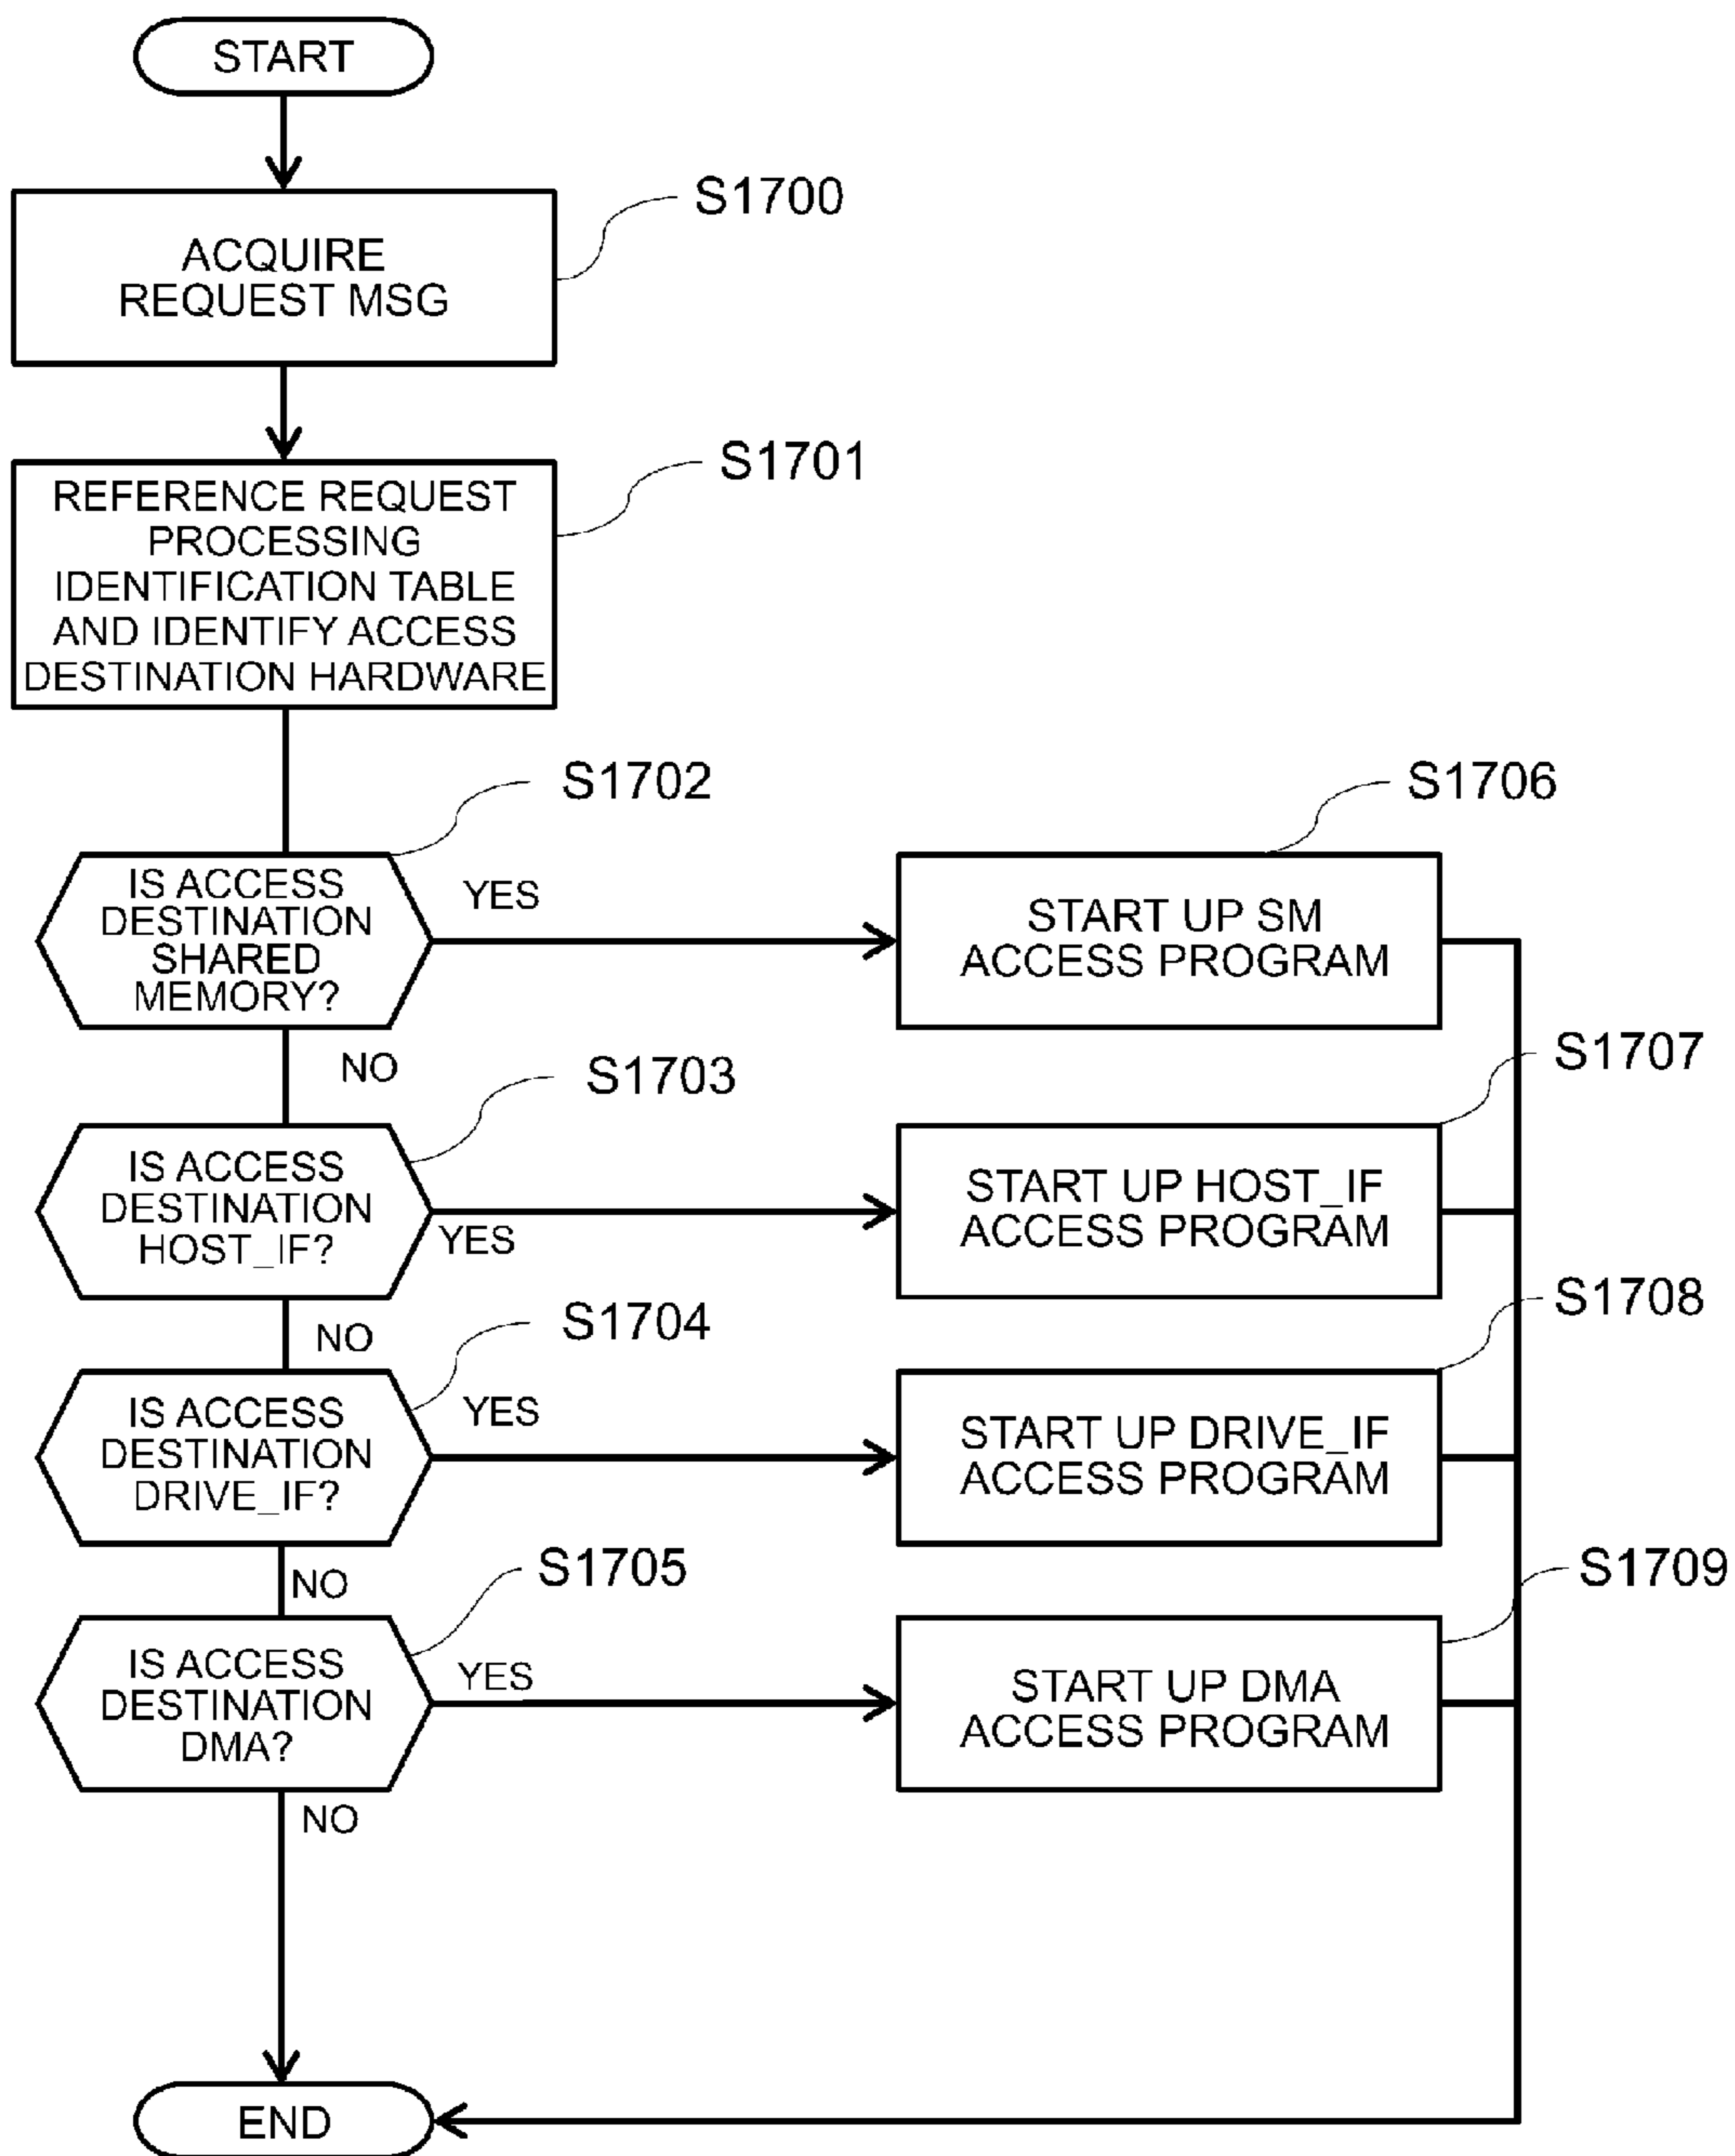 START
S1700
ACQUIRE
REQUEST MSG
S1701
REFERENCE REQUEST
PROCESSING
IDENTIFICATION TABLE
AND IDENTIFY ACCESS
DESTINATION HARDWARE
S1702
IS ACCESS
DESTINATION
SHARED
MEMORY?
YES
S1706
START UP SM
ACCESS PROGRAM
NO
S1703
IS ACCESS
DESTINATION
HOST_IF?
YES
S1707
START UP HOST_IF
ACCESS PROGRAM
NO
S1704
IS ACCESS
DESTINATION
DRIVE_IF?
YES
S1708
START UP DRIVE_IF
ACCESS PROGRAM
NO
S1705
IS ACCESS
DESTINATION
DMA?
YES
S1709
START UP DMA
ACCESS PROGRAM
NO
END